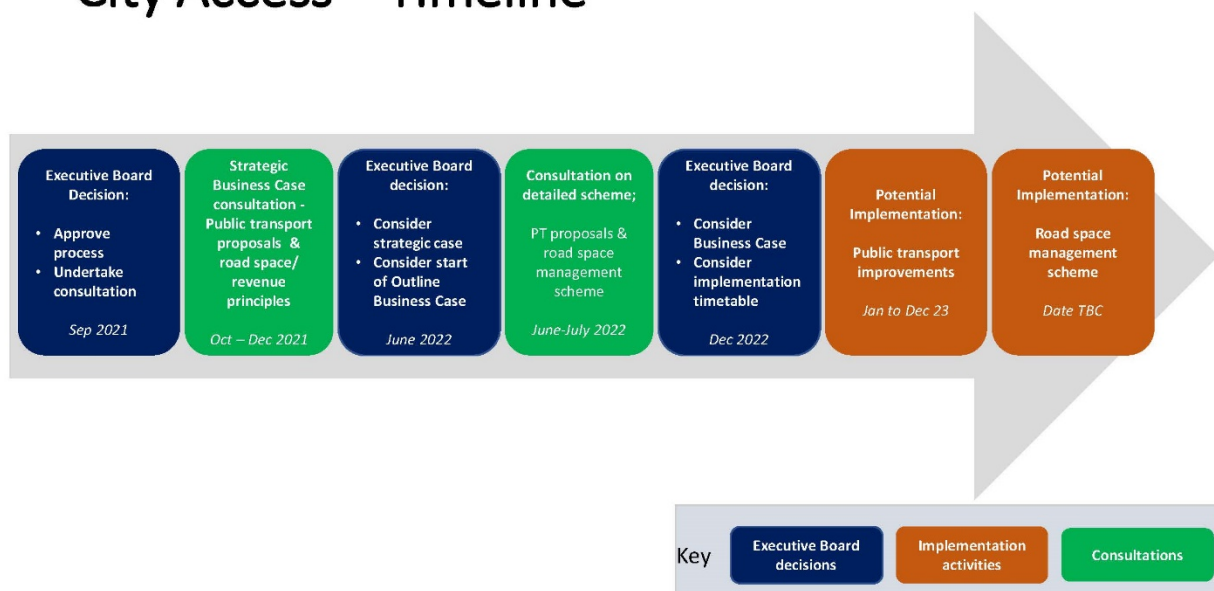 City Access – Timeline
Executive Board
Decision:
• Approve
process
• Undertake
consultation
Sep 2021
Strategic
Business Case
consultation -
Public transport
proposals &
road space/
revenue
principles
Oct – Dec 2021
Executive Board
decision:
• Consider
strategic case
• Consider start
of Outline
Business Case
June 2022
Consultation on
detailed scheme;
PT proposals &
road space
management
scheme
June-July 2022
Executive Board
decision:
• Consider
Business Case
• Consider
implementation
timetable
Dec 2022
Potential
Implementation:
Public transport
improvements
Jan to Dec 23
Potential
Implementation:
Road space
management
scheme
Date TBC
Key
Executive Board
decisions
Implementation
activities
Consultations